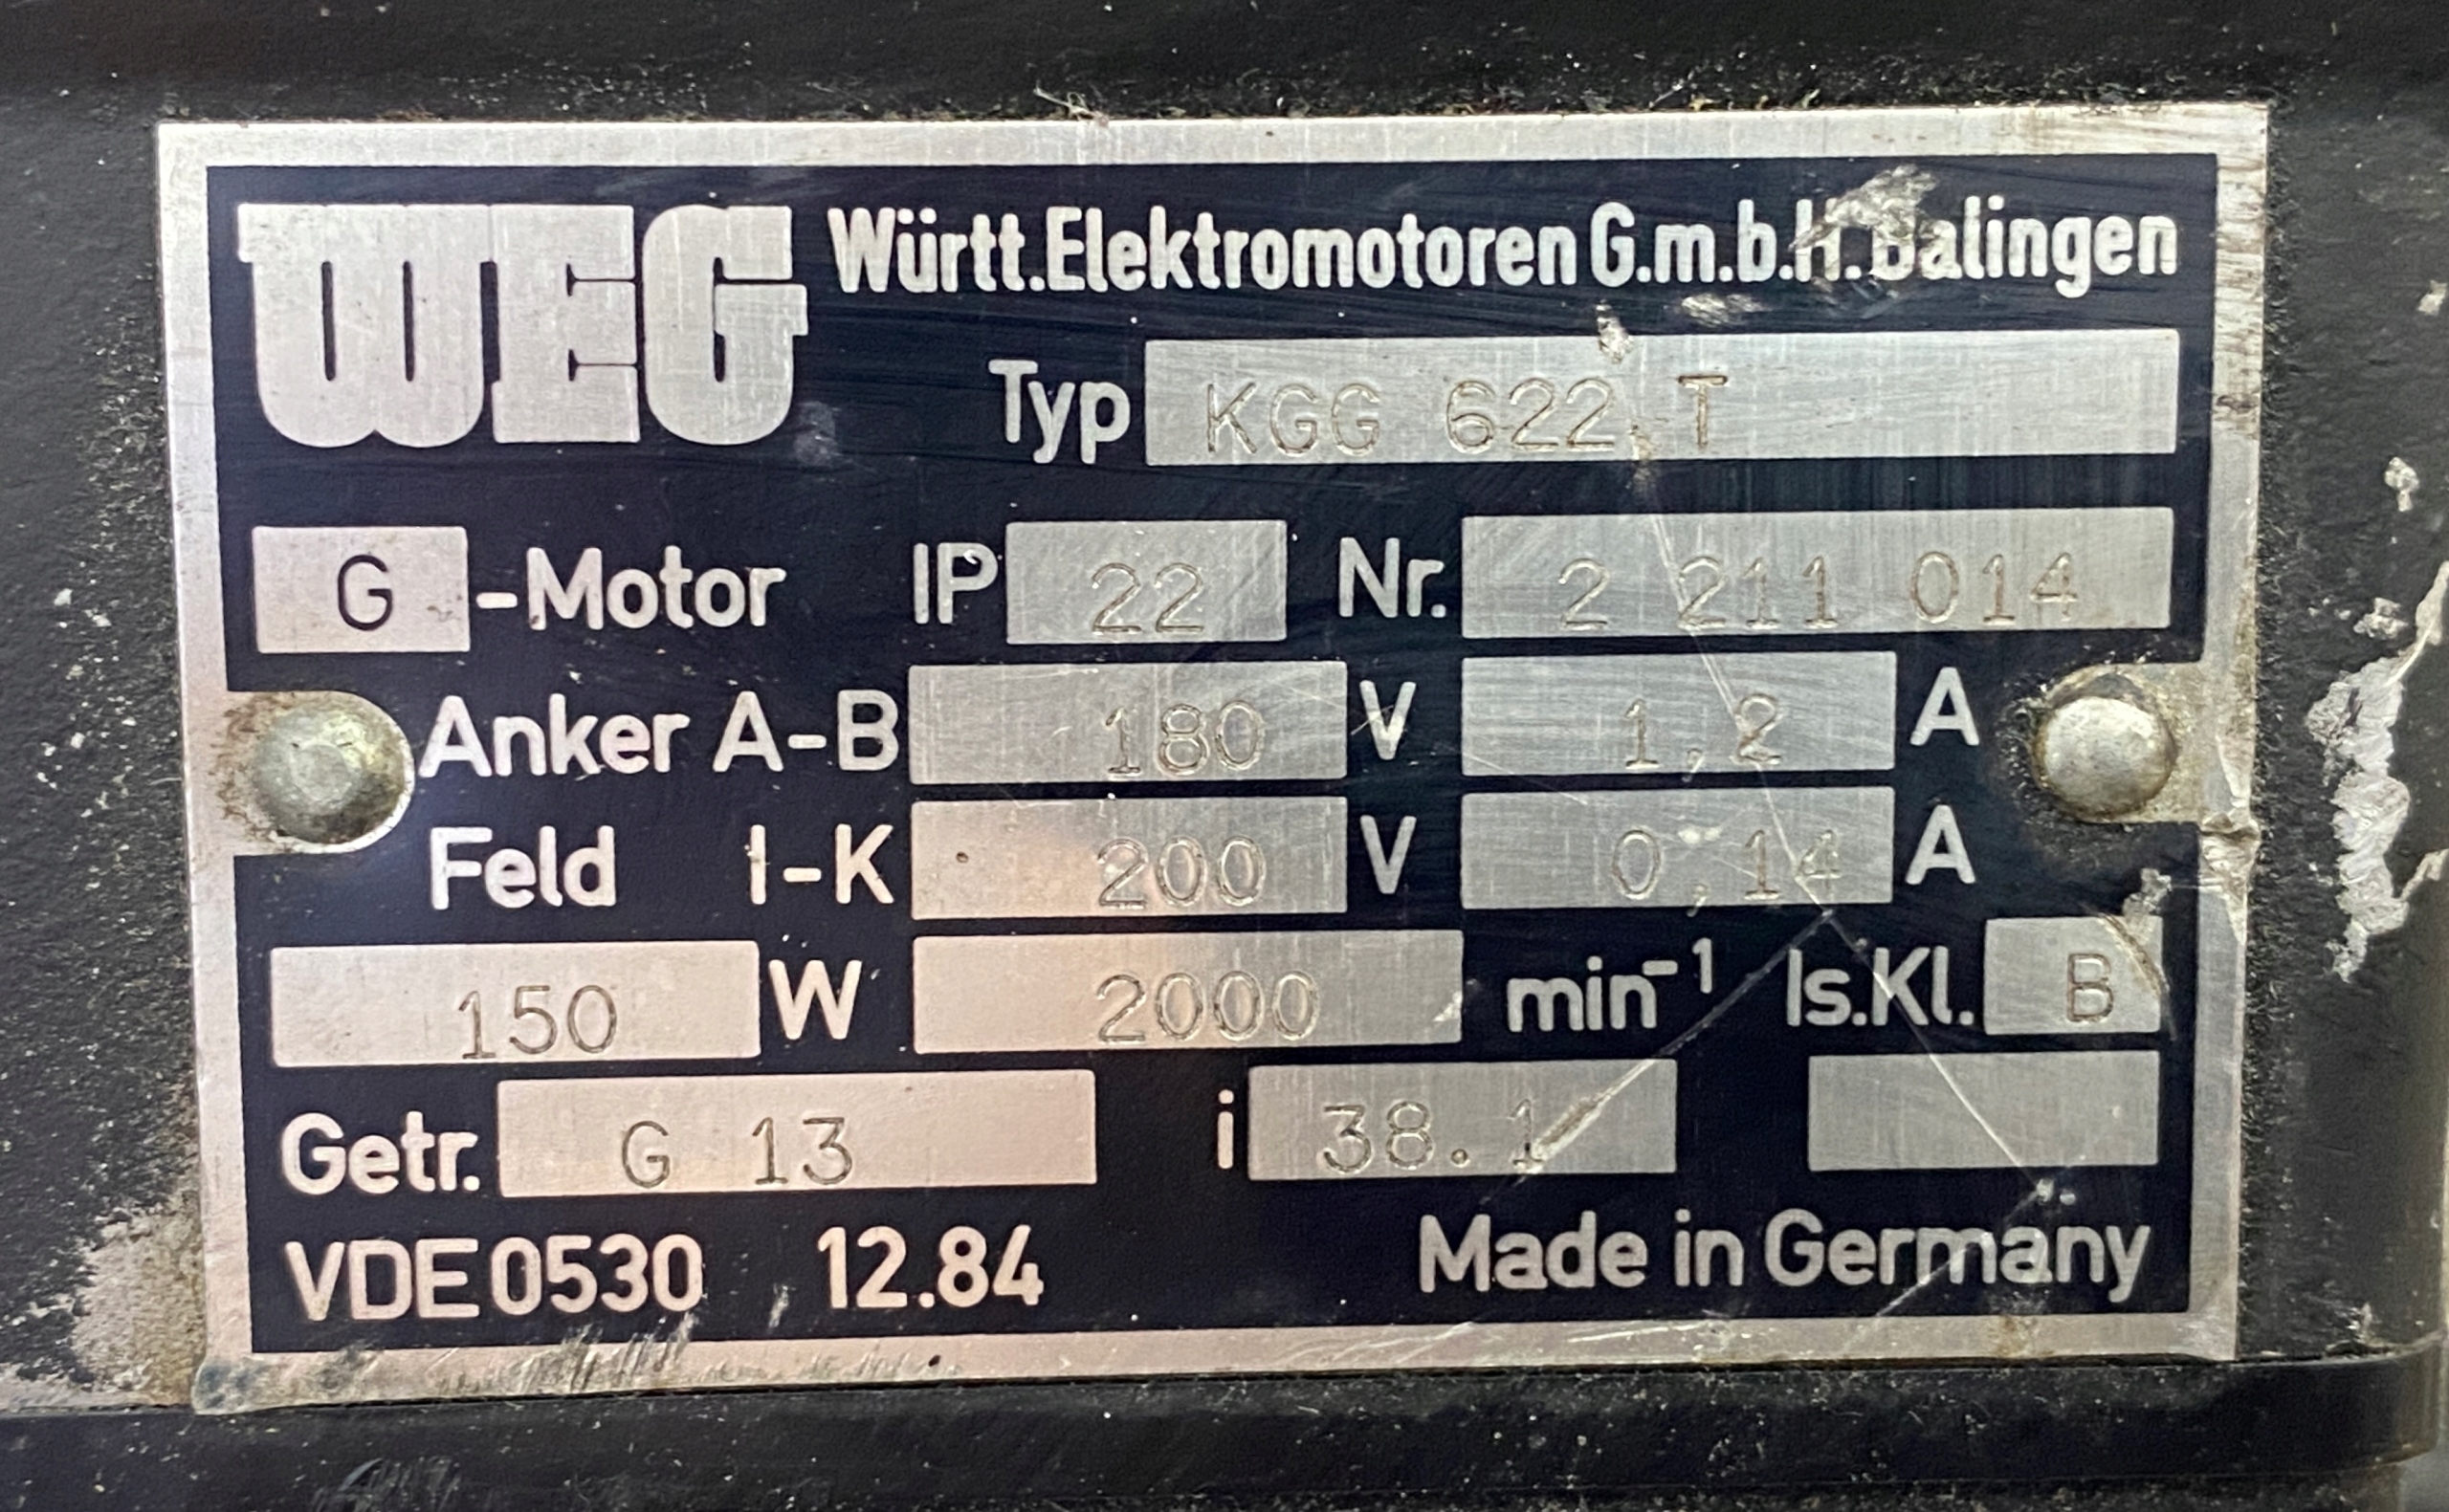 WEG Württ.Elektromotoren G.m.b.H.Balingen
Typ KGG 622 T
G -Motor IP 22 Nr. 2 211 014
Anker A-B 180 V 1,2 A
Feld I-K 200 V 0,14 A
150 W 2000 min⁻¹ Is.Kl. B
Getr. G 13 i 38.1
VDE 0530 12.84 Made in Germany